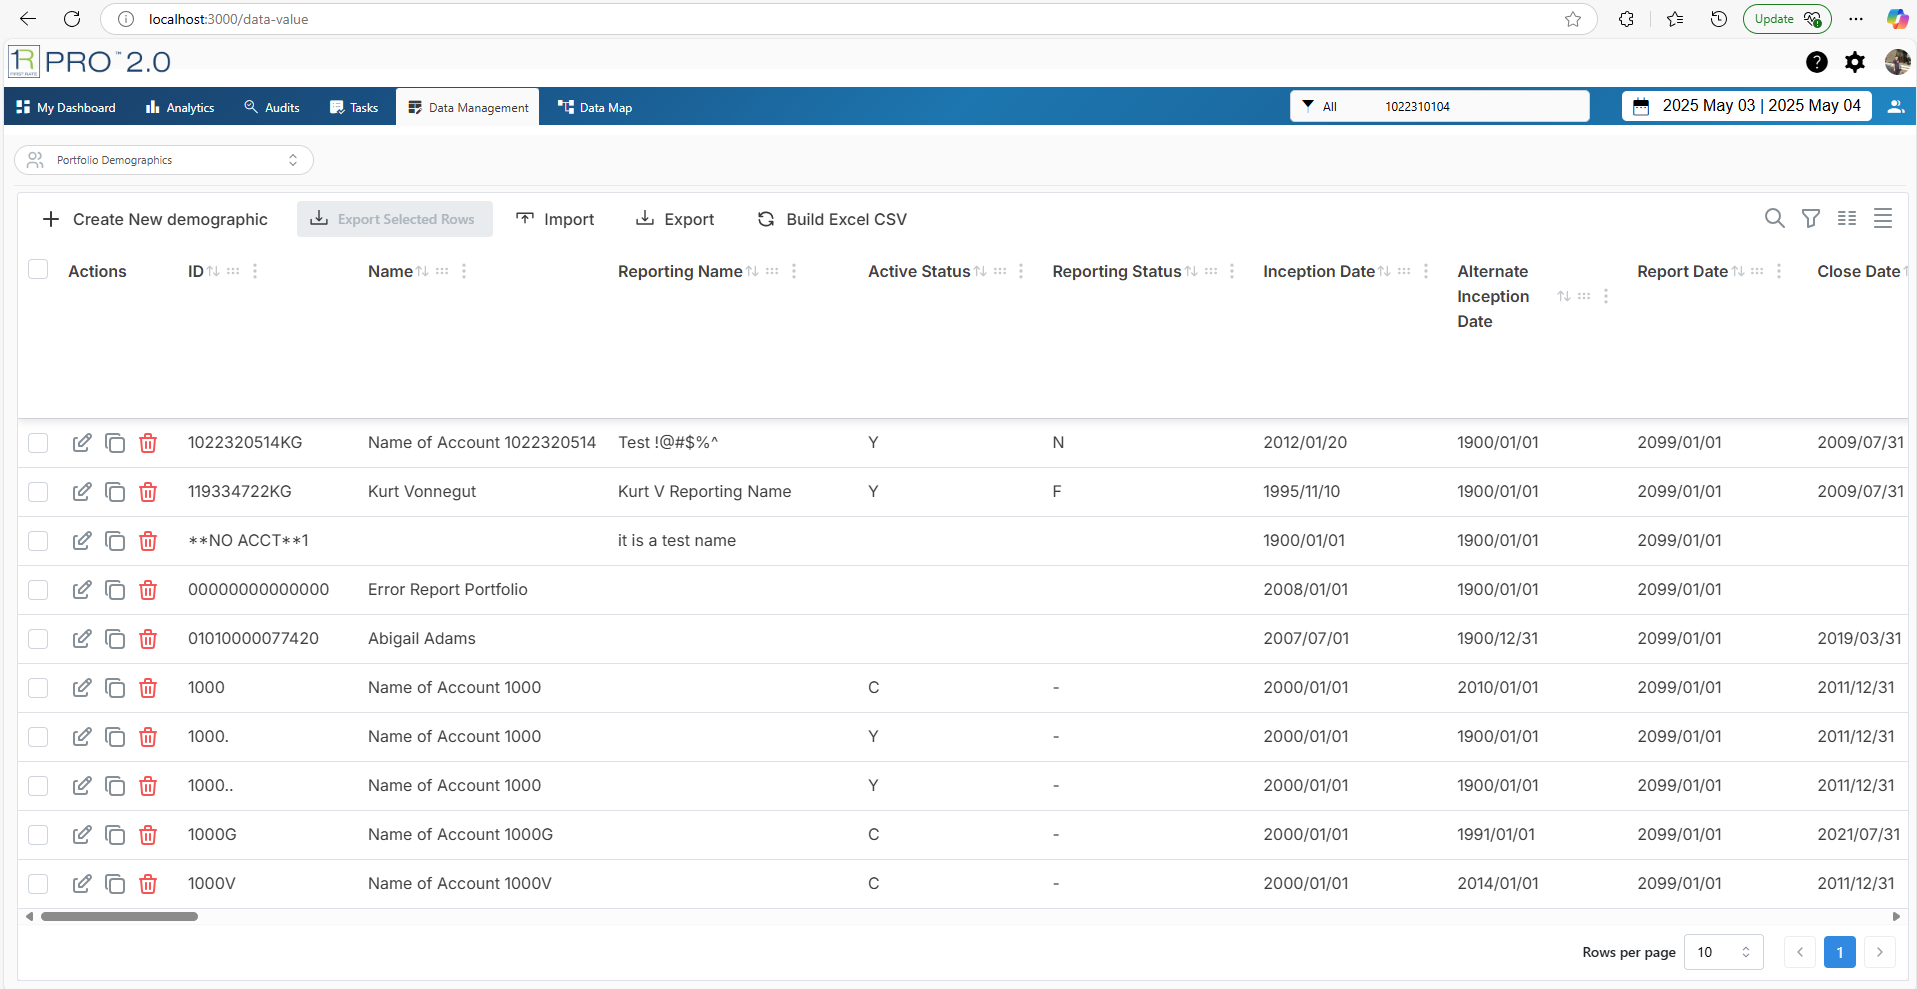 localhost:3000/data-value
Update
1R PRO™ 2.0
FIRST RATE
My Dashboard Analytics Audits Tasks Data Management Data Map All 1022310104 2025 May 03 | 2025 May 04
Portfolio Demographics
Create New demographic Export Selected Rows Import Export Build Excel CSV
Actions ID Name Reporting Name Active Status Reporting Status Inception Date Alternate Inception Date Report Date Close Date
1022320514KG Name of Account 1022320514 Test !@#$%^ Y N 2012/01/20 1900/01/01 2099/01/01 2009/07/31
119334722KG Kurt Vonnegut Kurt V Reporting Name Y F 1995/11/10 1900/01/01 2099/01/01 2009/07/31
**NO ACCT**1 it is a test name 1900/01/01 1900/01/01 2099/01/01
00000000000000 Error Report Portfolio 2008/01/01 1900/01/01 2099/01/01
01010000077420 Abigail Adams 2007/07/01 1900/12/31 2099/01/01 2019/03/31
1000 Name of Account 1000 C - 2000/01/01 2010/01/01 2099/01/01 2011/12/31
1000. Name of Account 1000 Y - 2000/01/01 1900/01/01 2099/01/01 2011/12/31
1000.. Name of Account 1000 Y - 2000/01/01 1900/01/01 2099/01/01 2011/12/31
1000G Name of Account 1000G C - 2000/01/01 1991/01/01 2099/01/01 2021/07/31
1000V Name of Account 1000V C - 2000/01/01 2014/01/01 2099/01/01 2011/12/31
Rows per page 10 1